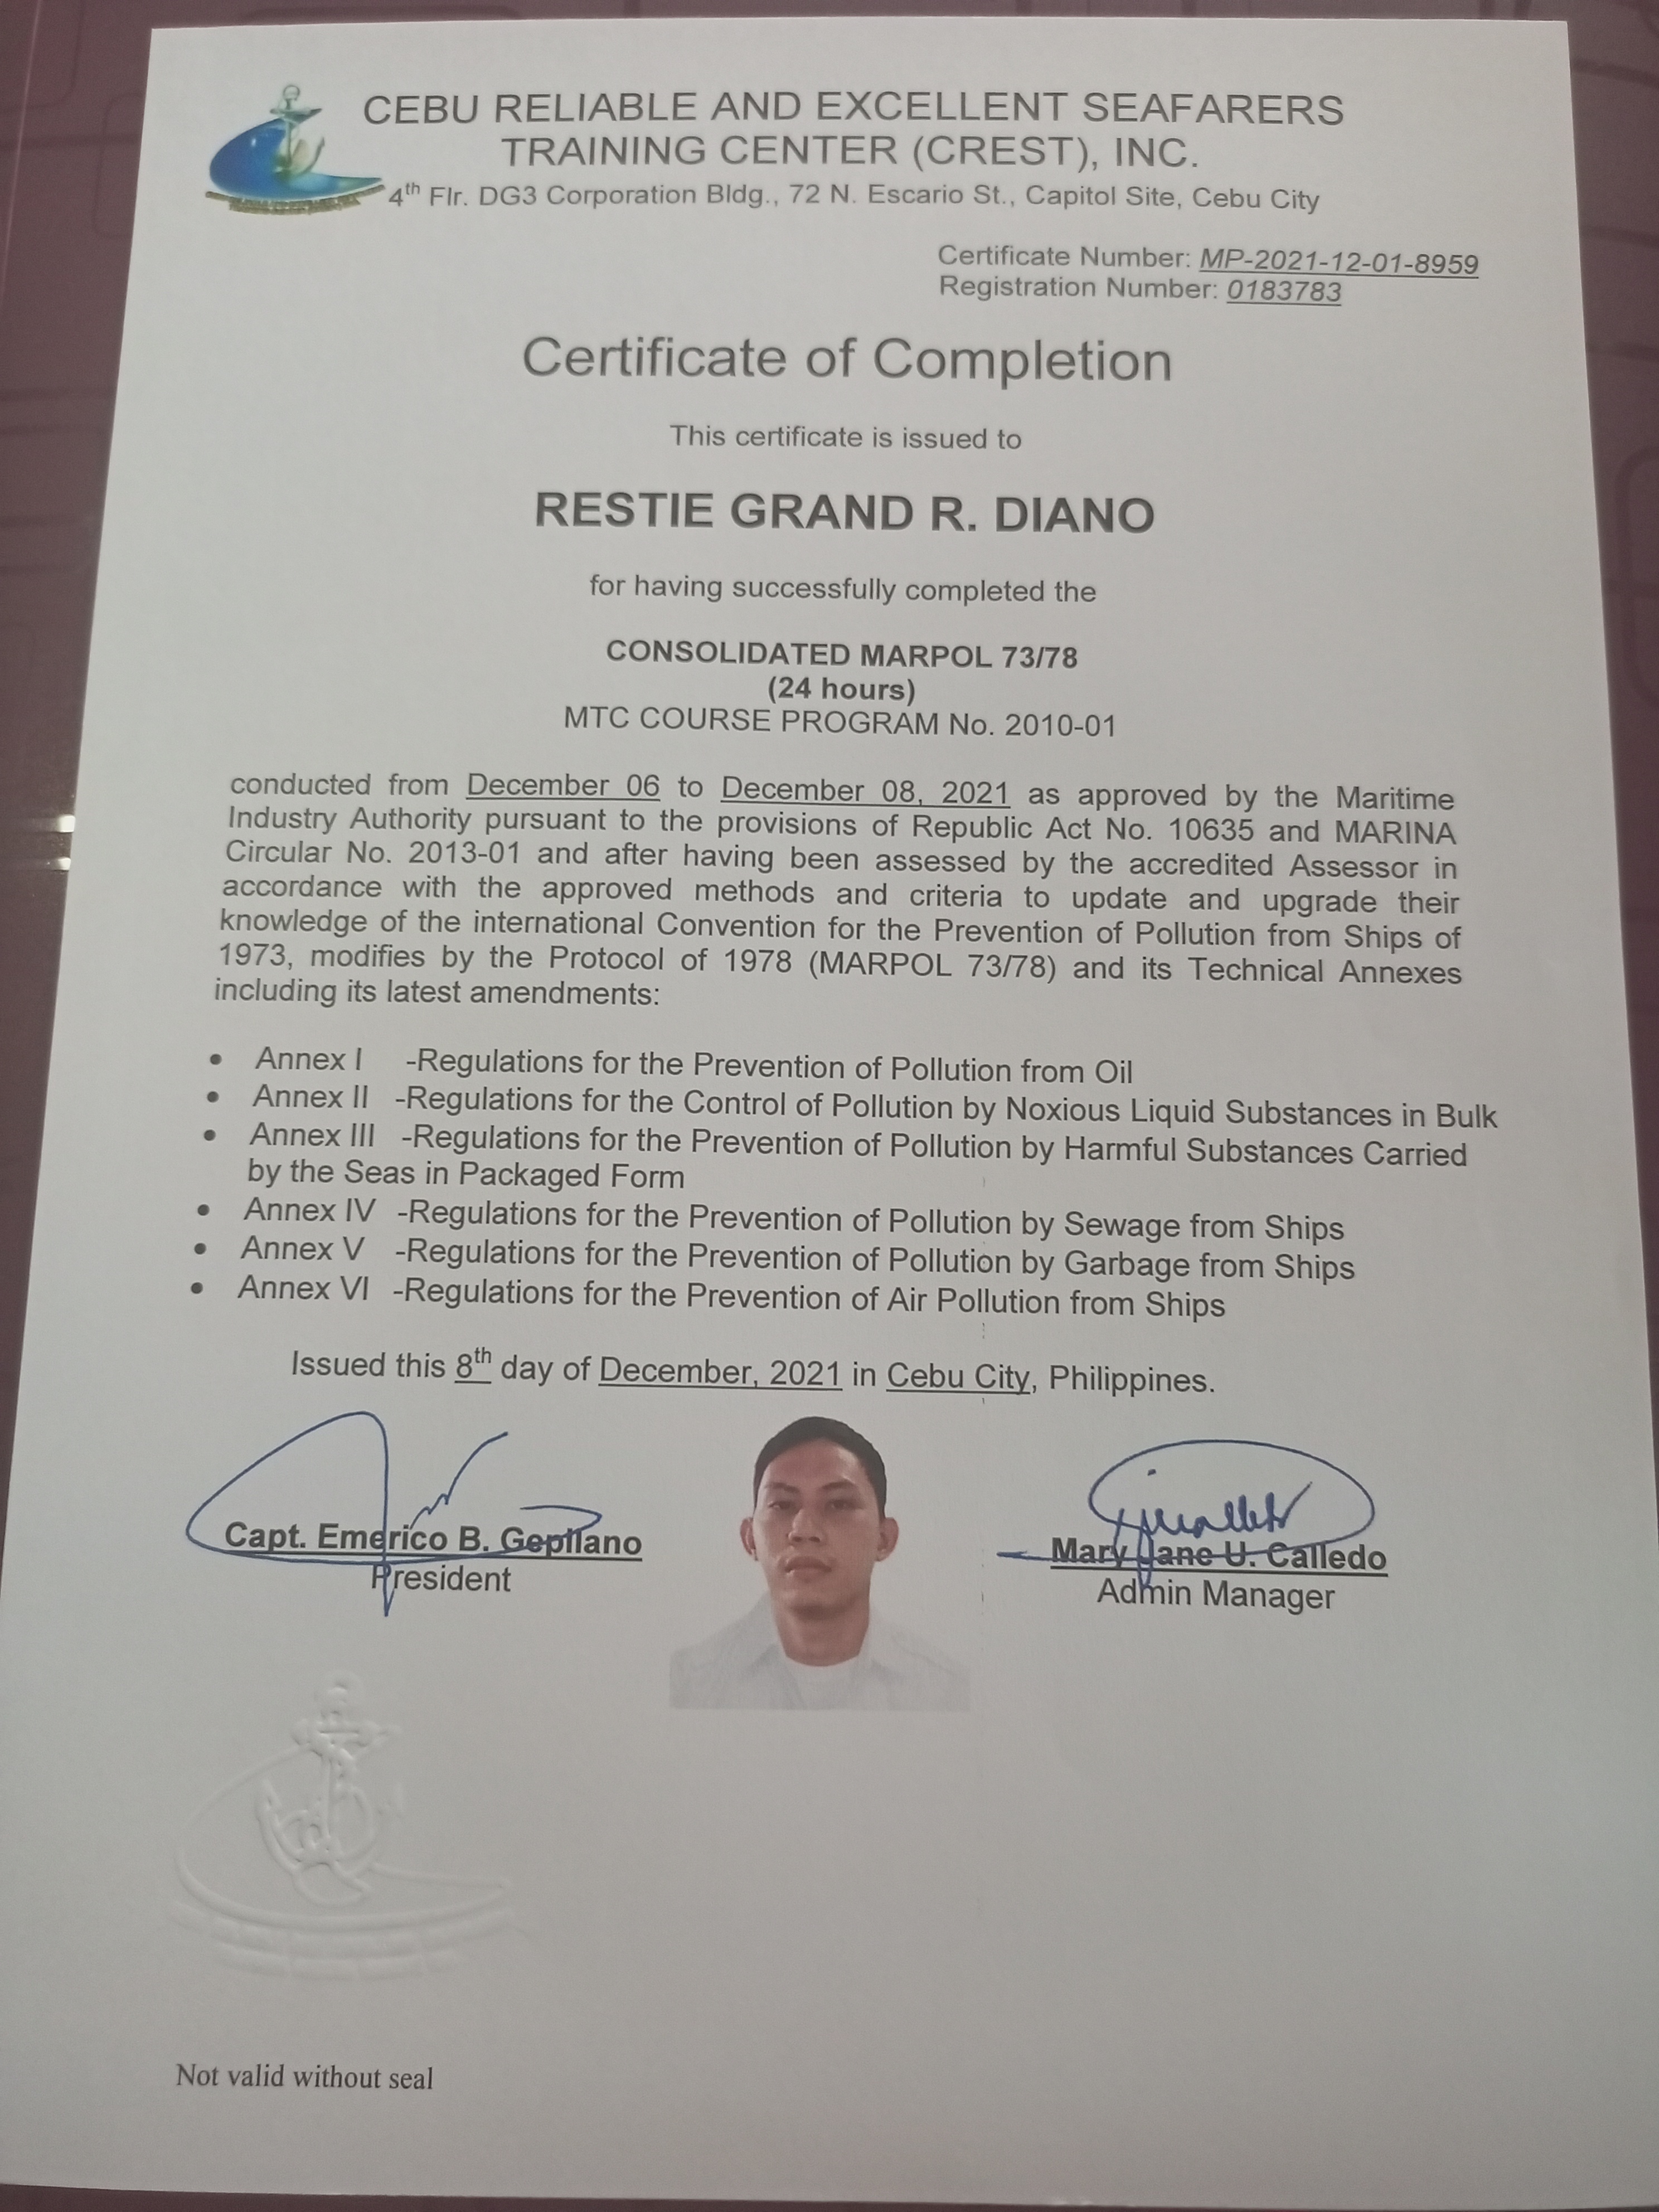 CEBU RELIABLE AND EXCELLENT SEAFARERS
TRAINING CENTER (CREST), INC.
4th Flr. DG3 Corporation Bldg., 72 N. Escario St., Capitol Site, Cebu City
Certificate Number: MP-2021-12-01-8959
Registration Number: 0183783
Certificate of Completion
This certificate is issued to
RESTIE GRAND R. DIANO
for having successfully completed the
CONSOLIDATED MARPOL 73/78
(24 hours)
MTC COURSE PROGRAM No. 2010-01
conducted from December 06 to December 08, 2021 as approved by the Maritime
Industry Authority pursuant to the provisions of Republic Act No. 10635 and MARINA
Circular No. 2013-01 and after having been assessed by the accredited Assessor in
accordance with the approved methods and criteria to update and upgrade their
knowledge of the international Convention for the Prevention of Pollution from Ships of
1973, modifies by the Protocol of 1978 (MARPOL 73/78) and its Technical Annexes
including its latest amendments:
• Annex I -Regulations for the Prevention of Pollution from Oil
• Annex II -Regulations for the Control of Pollution by Noxious Liquid Substances in Bulk
• Annex III -Regulations for the Prevention of Pollution by Harmful Substances Carried
by the Seas in Packaged Form
• Annex IV -Regulations for the Prevention of Pollution by Sewage from Ships
• Annex V -Regulations for the Prevention of Pollution by Garbage from Ships
• Annex VI -Regulations for the Prevention of Air Pollution from Ships
Issued this 8th day of December, 2021 in Cebu City, Philippines.
Capt. Emerico B. Gepilano
President
Mary Jane U. Calledo
Admin Manager
Not valid without seal